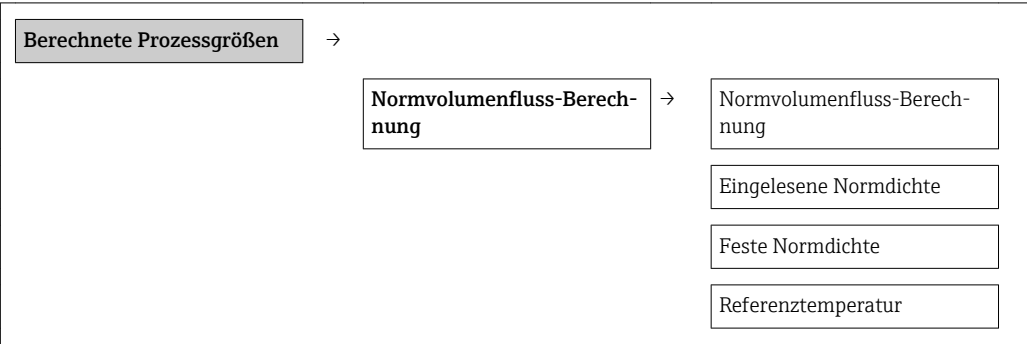 Berechnete Prozessgrößen →
Normvolumenfluss-Berech-
nung
→
Normvolumenfluss-Berech-
nung
Eingelesene Normdichte
Feste Normdichte
Referenztemperatur